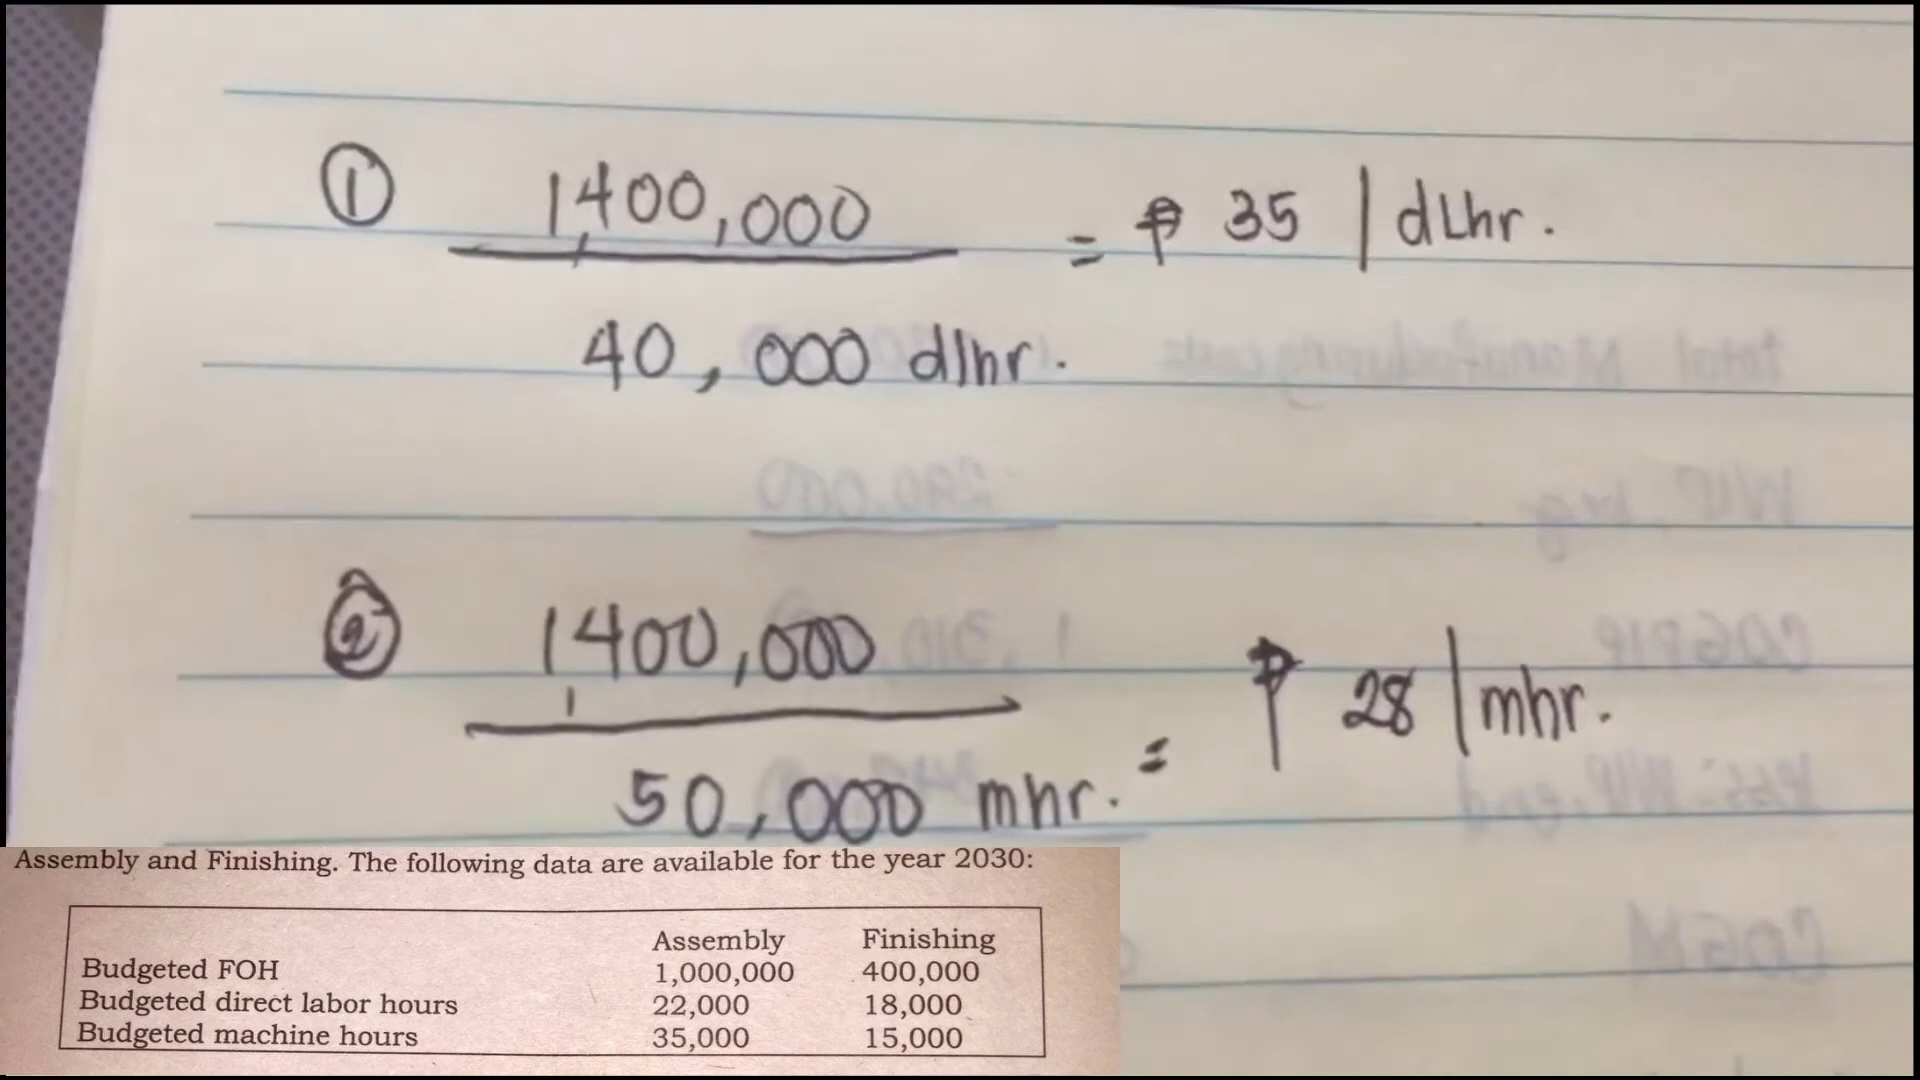 ① 1,400,000 = ₱ 35 | dLhr.
40,000 dlhr.
② 1,400,000 = ₱ 28 | mhr.
50,000 mhr.
Assembly and Finishing. The following data are available for the year 2030:
Assembly Finishing
Budgeted FOH 1,000,000 400,000
Budgeted direct labor hours 22,000 18,000
Budgeted machine hours 35,000 15,000